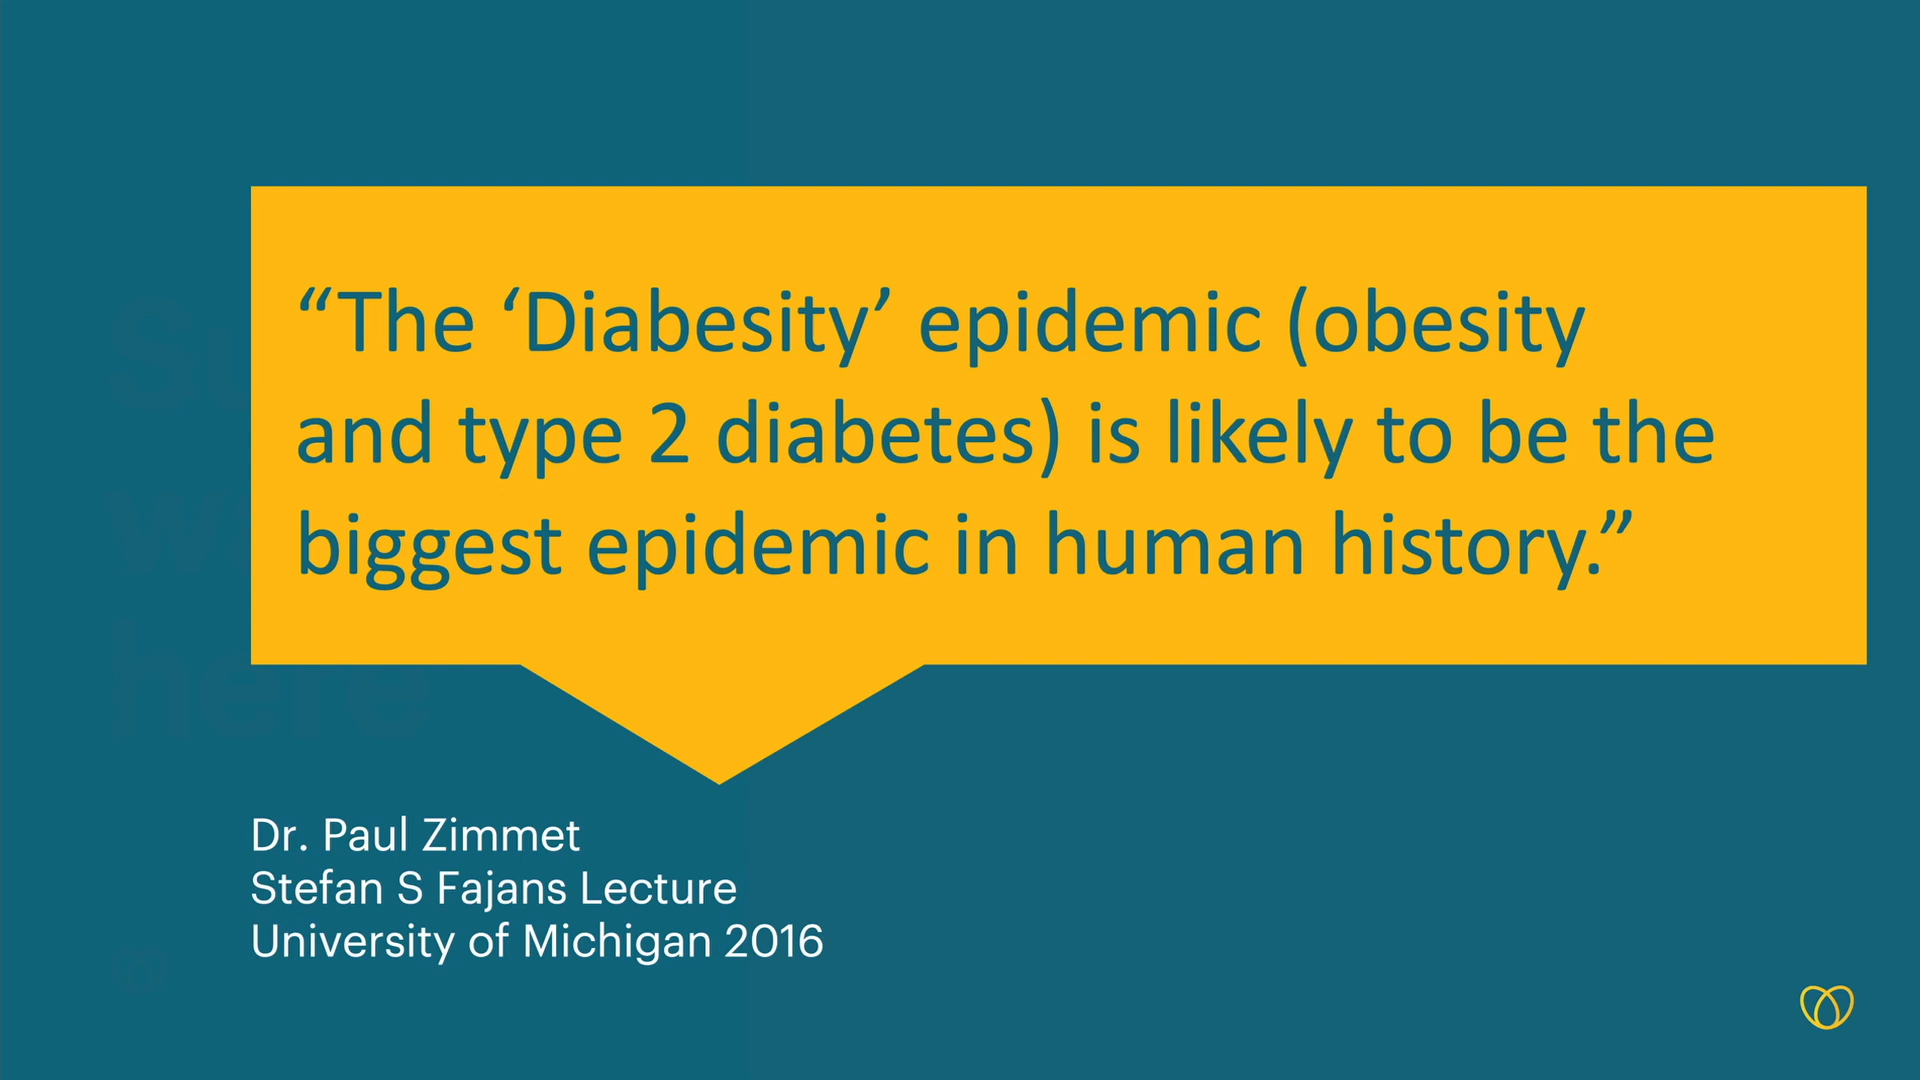 “The ‘Diabesity’ epidemic (obesity
and type 2 diabetes) is likely to be the
biggest epidemic in human history.”
Dr. Paul Zimmet
Stefan S Fajans Lecture
University of Michigan 2016
here